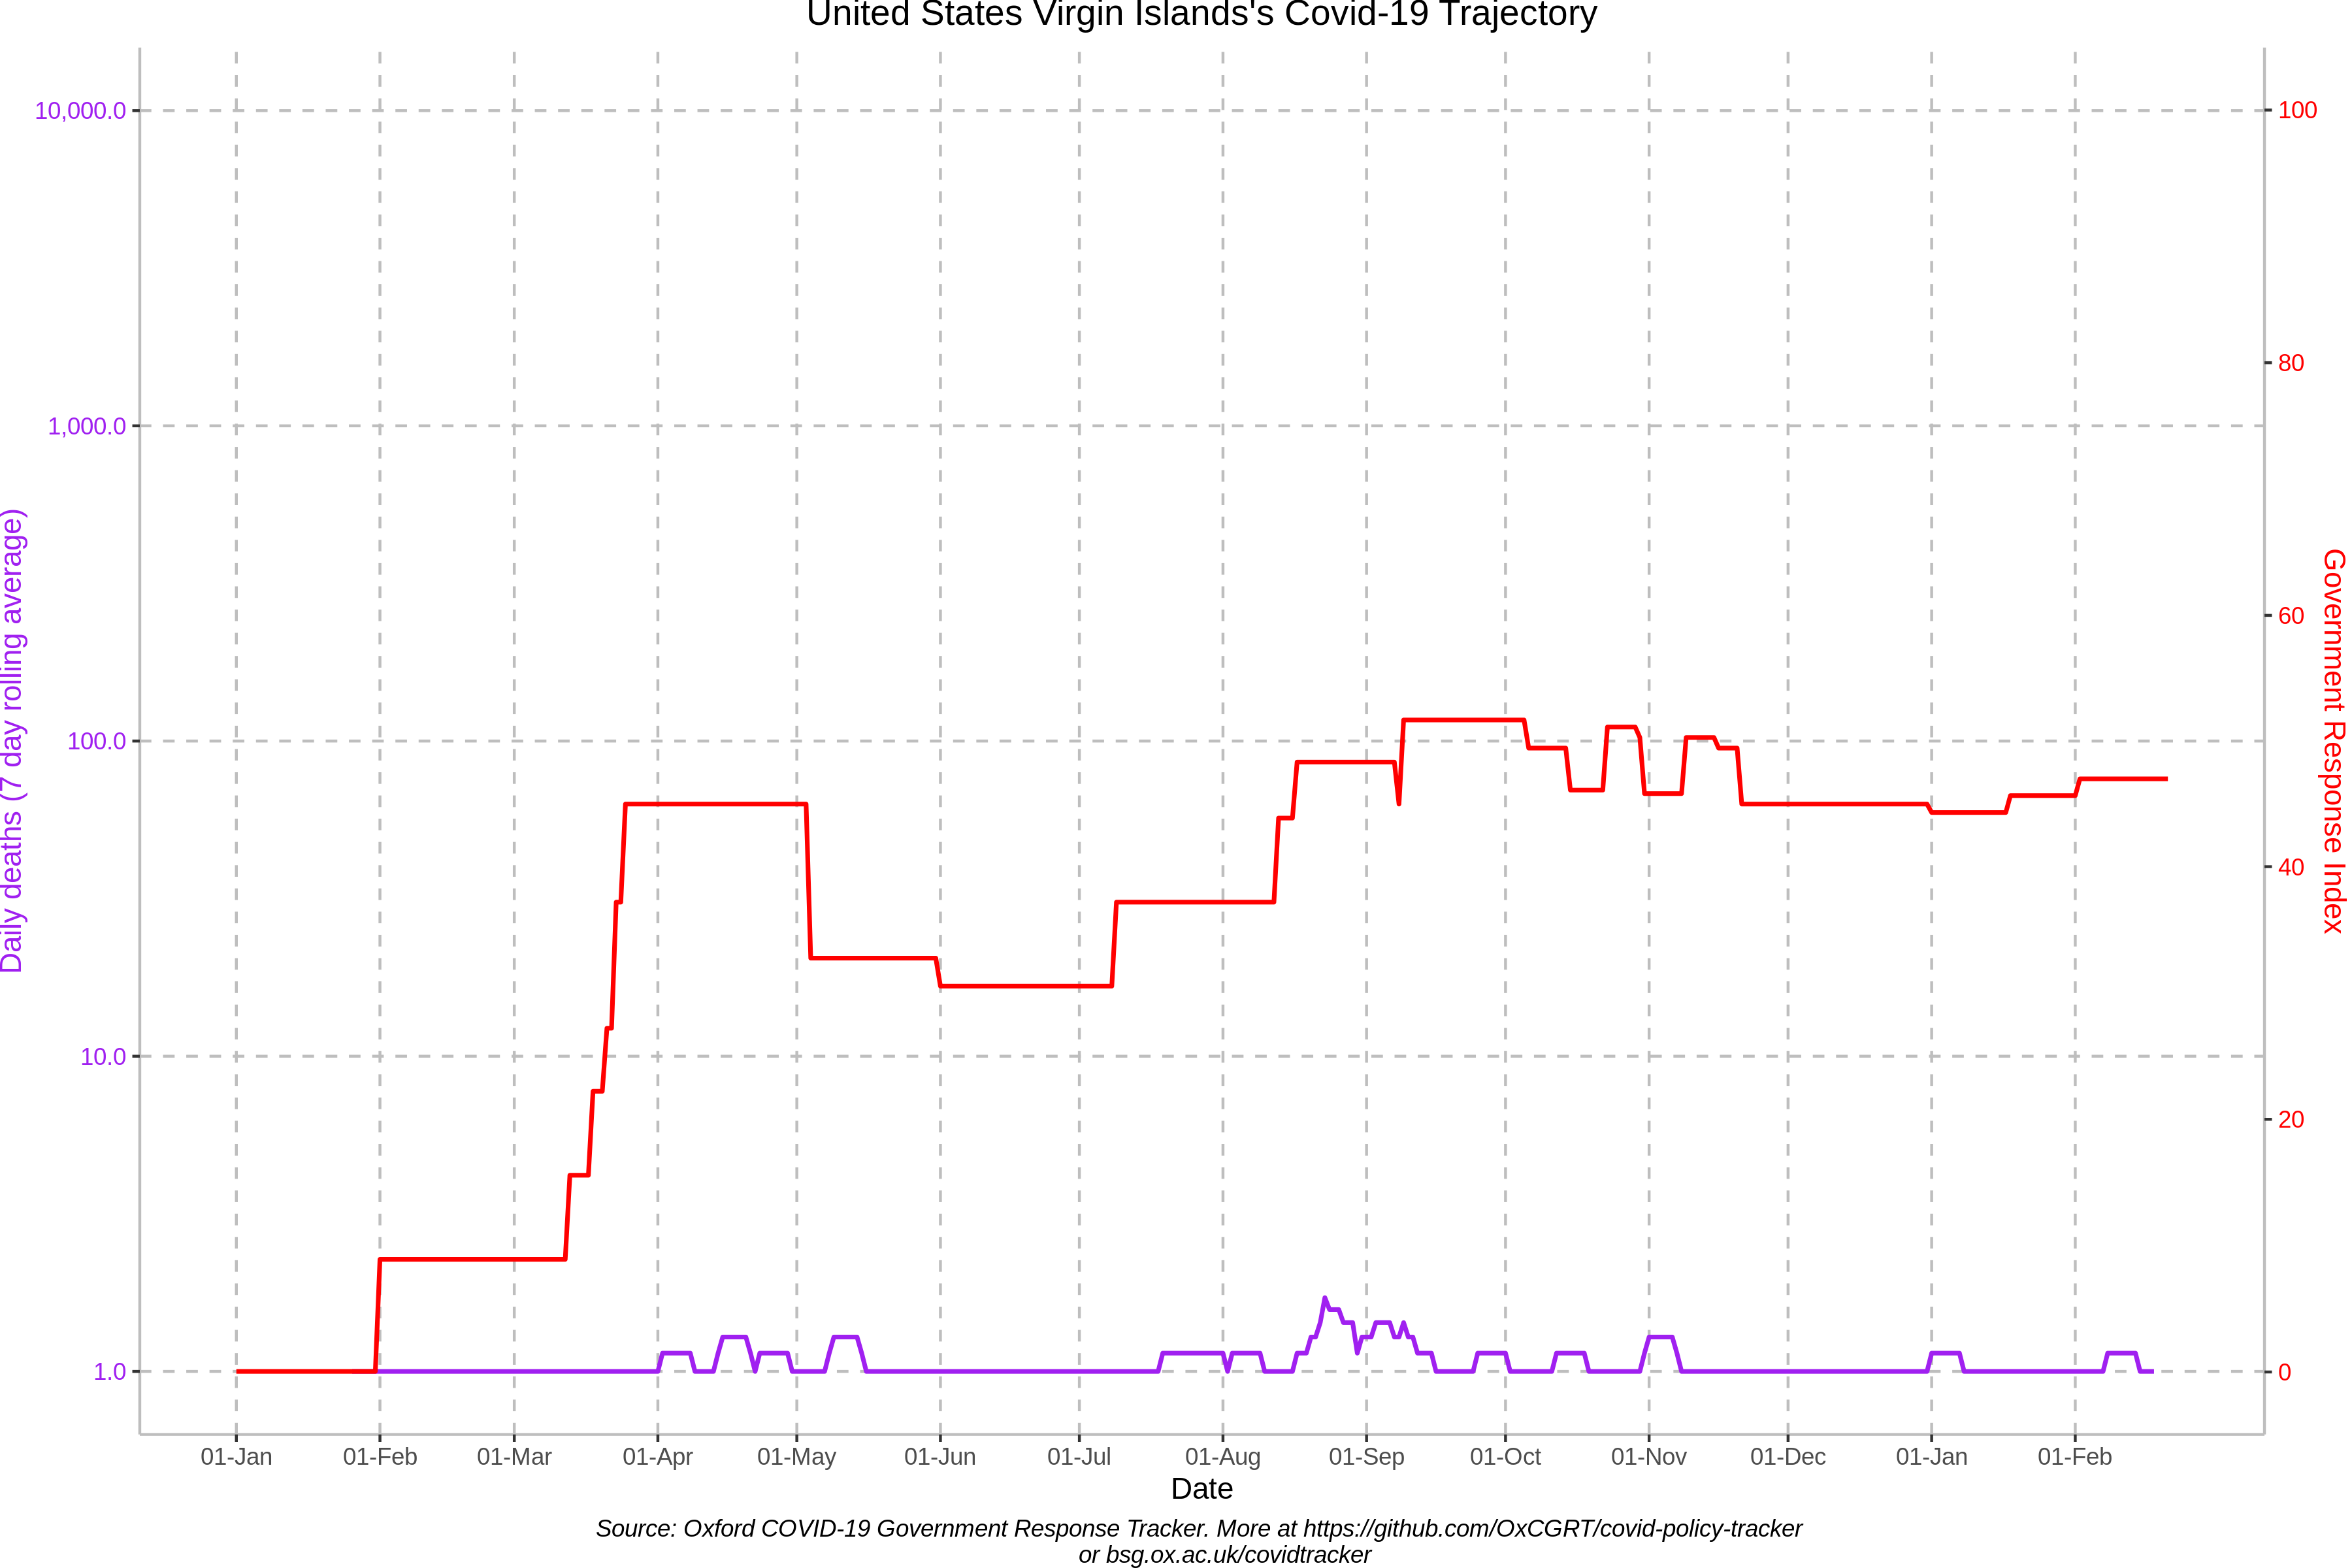 United States Virgin Islands's Covid-19 Trajectory
10,000.0
1,000.0
100.0
10.0
1.0
Daily deaths (7 day rolling average)
100
80
60
40
20
0
Government Response Index
01-Jan 01-Feb 01-Mar 01-Apr 01-May 01-Jun 01-Jul 01-Aug 01-Sep 01-Oct 01-Nov 01-Dec 01-Jan 01-Feb
Date
Source: Oxford COVID-19 Government Response Tracker. More at https://github.com/OxCGRT/covid-policy-tracker
or bsg.ox.ac.uk/covidtracker